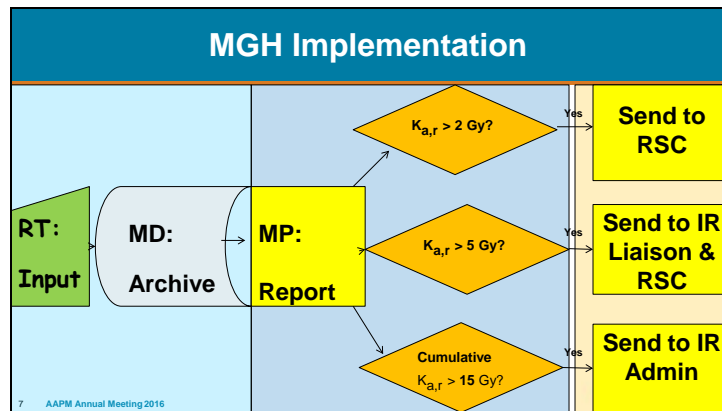 MGH Implementation
RT:
Input
MD:
Archive
MP:
Report
Ka,r > 2 Gy?
Yes
Send to
RSC
Ka,r > 5 Gy?
Yes
Send to IR
Liaison &
RSC
Cumulative
Ka,r > 15 Gy?
Yes
Send to IR
Admin
7 AAPM Annual Meeting 2016